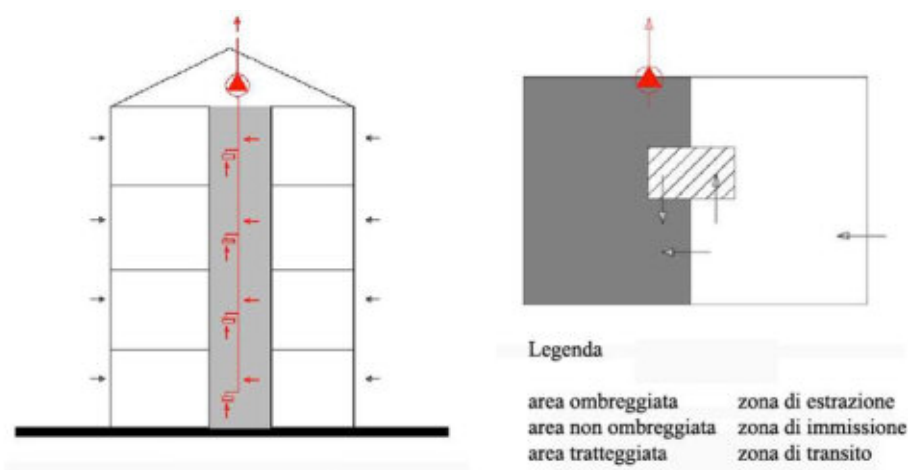 Legenda
area ombreggiata zona di estrazione
area non ombreggiata zona di immissione
area tratteggiata zona di transito